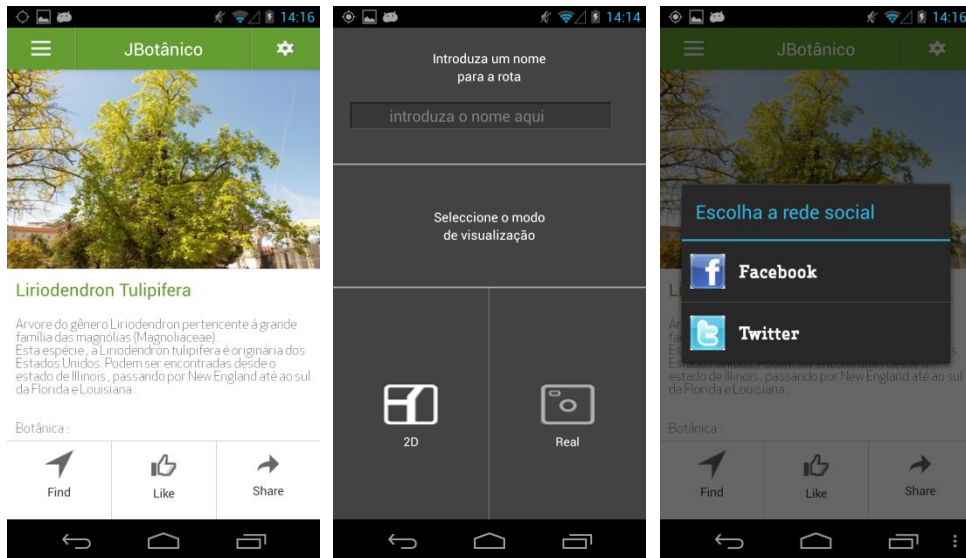 14:16
JBotânico
Liriodendron Tulipifera
Arvore do gênero Liriodendron pertencente á grande
família das magnólias (Magnoliaceae) .
Esta espécie , a Liriodendron tulipifera é originária dos
Estados Unidos. Podem ser encontradas desde o
estado de Illinois , passando por New England até ao sul
da Florida e Louisiana .
Botânica :
Find
Like
Share
14:14
Introduza um nome
para a rota
introduza o nome aqui
Seleccione o modo
de visualização
2D
Real
14:16
JBotânico
Escolha a rede social
Facebook
Twitter
estado de Illinois , passando por New England até ao sul
da Florida e Louisiana .
Botânica :
Find
Like
Share